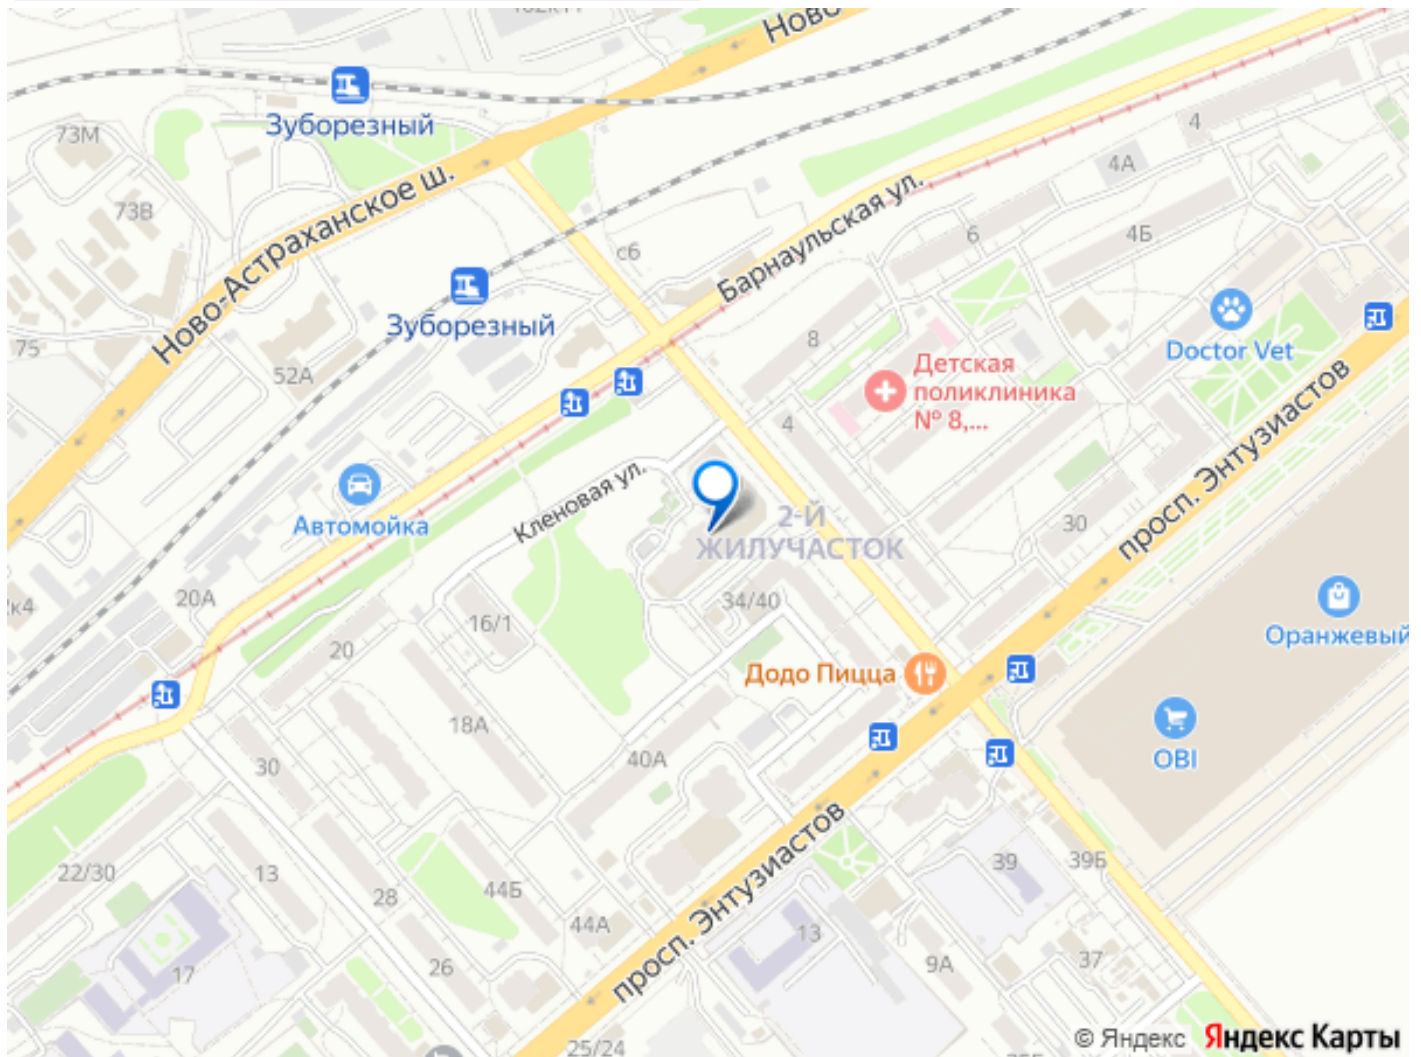 Ново
Зуборезный
73М
4
4А
Ново-Астраханское ш.
73В
Барнаульская ул.
6
4Б
с6
Зуборезный
Doctor Vet
75
52А
8
Детская
поликлиника
№ 8,...
просп. Энтузиастов
4
Кленовая ул.
Автомойка
2-Й
ЖИЛУЧАСТОК
30
20А
34/40
16/1
Оранжевый
20
Додо Пицца
18А
OBI
30
40А
просп. Энтузиастов
22/30
13
28
44Б
39
39Б
44А
13
17
26
9А
37
25/24
© Яндекс Яндекс Карты